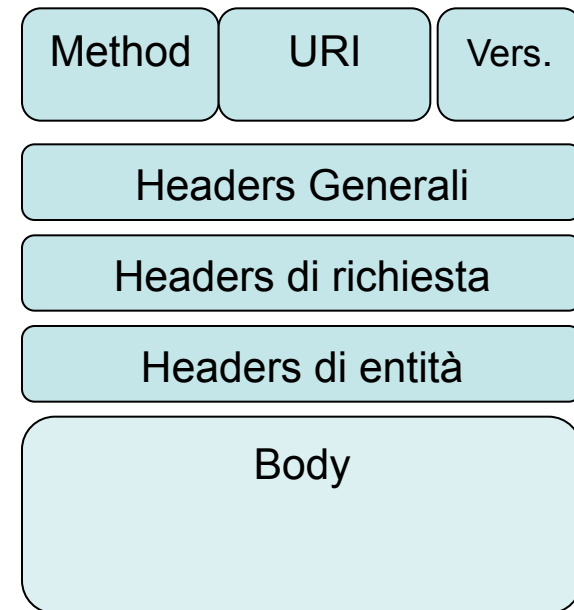 Method URI Vers.
Headers Generali
Headers di richiesta
Headers di entità
Body